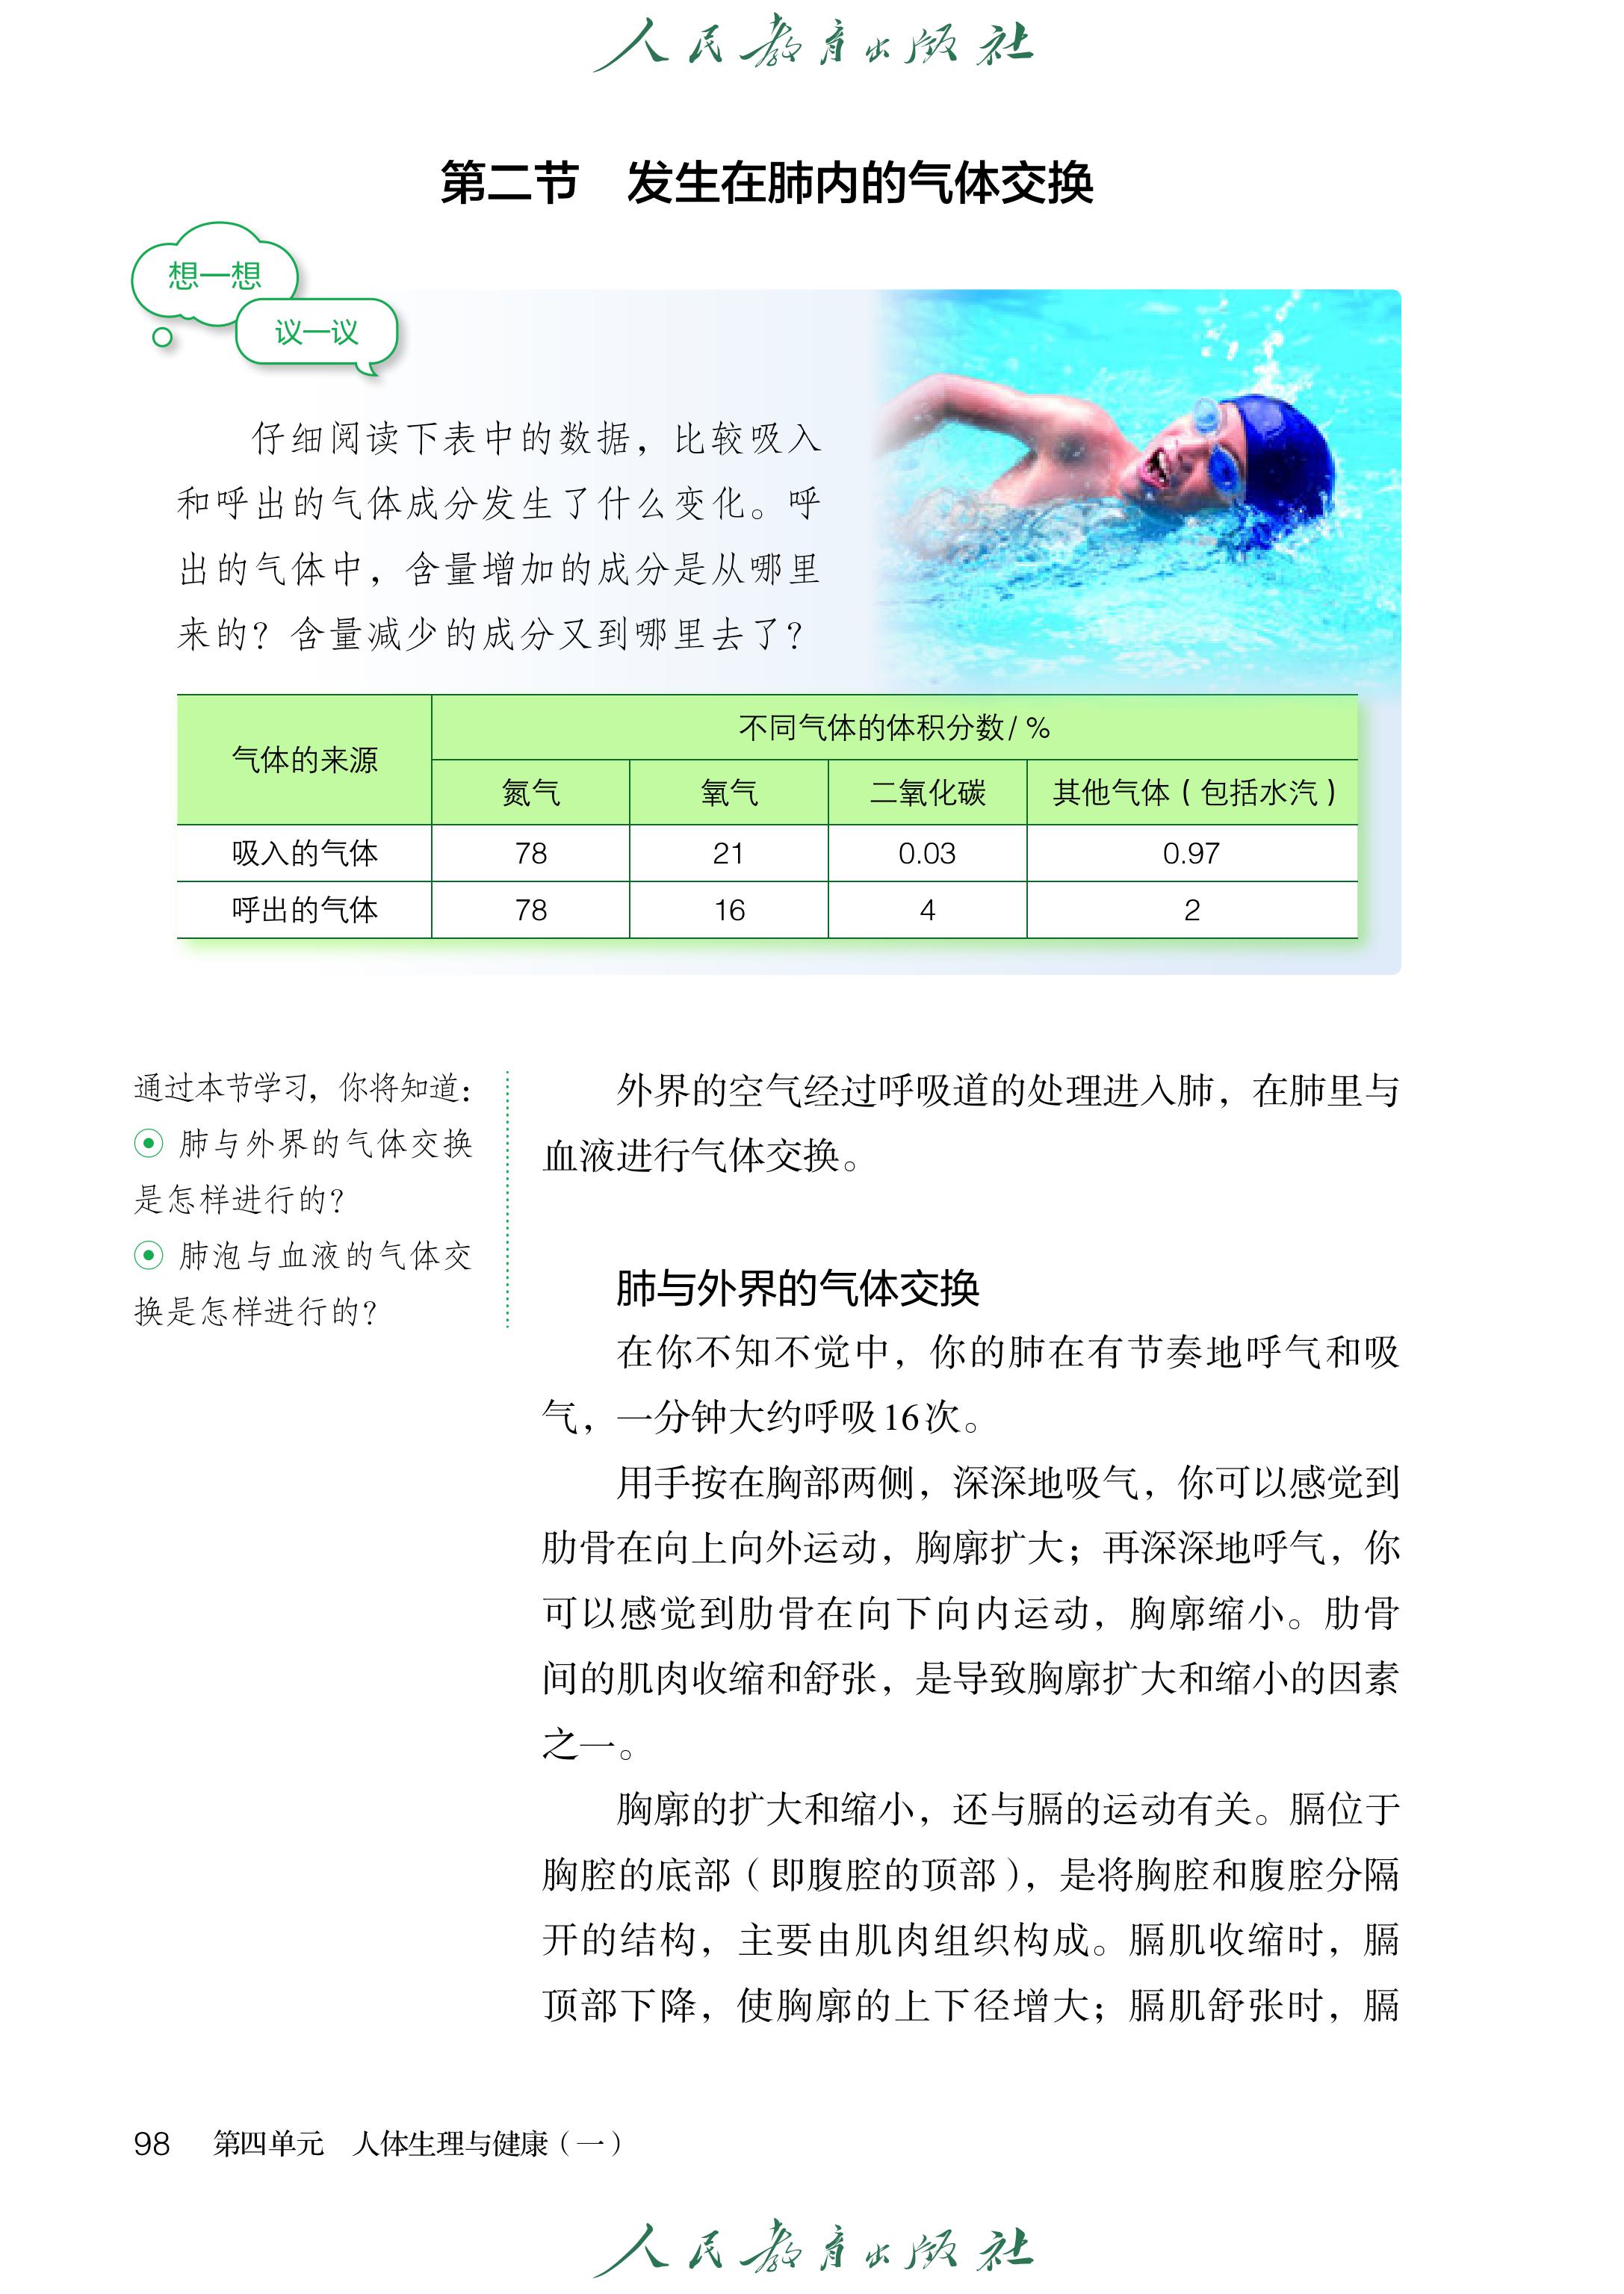 人民教育出版社
第二节 发生在肺内的气体交换
想一想
议一议
仔细阅读下表中的数据，比较吸入
和呼出的气体成分发生了什么变化。呼
出的气体中，含量增加的成分是从哪里
来的？含量减少的成分又到哪里去了？
气体的来源 不同气体的体积分数/ %
氮气 氧气 二氧化碳 其他气体（包括水汽）
吸入的气体 78 21 0.03 0.97
呼出的气体 78 16 4 2
通过本节学习，你将知道：
肺与外界的气体交换
是怎样进行的？
肺泡与血液的气体交
换是怎样进行的？
外界的空气经过呼吸道的处理进入肺，在肺里与
血液进行气体交换。
肺与外界的气体交换
在你不知不觉中，你的肺在有节奏地呼气和吸
气，一分钟大约呼吸16次。
用手按在胸部两侧，深深地吸气，你可以感觉到
肋骨在向上向外运动，胸廓扩大；再深深地呼气，你
可以感觉到肋骨在向下向内运动，胸廓缩小。肋骨
间的肌肉收缩和舒张，是导致胸廓扩大和缩小的因素
之一。
胸廓的扩大和缩小，还与膈的运动有关。膈位于
胸腔的底部（即腹腔的顶部），是将胸腔和腹腔分隔
开的结构，主要由肌肉组织构成。膈肌收缩时，膈
顶部下降，使胸廓的上下径增大；膈肌舒张时，膈
98 第四单元 人体生理与健康（一）
人民教育出版社